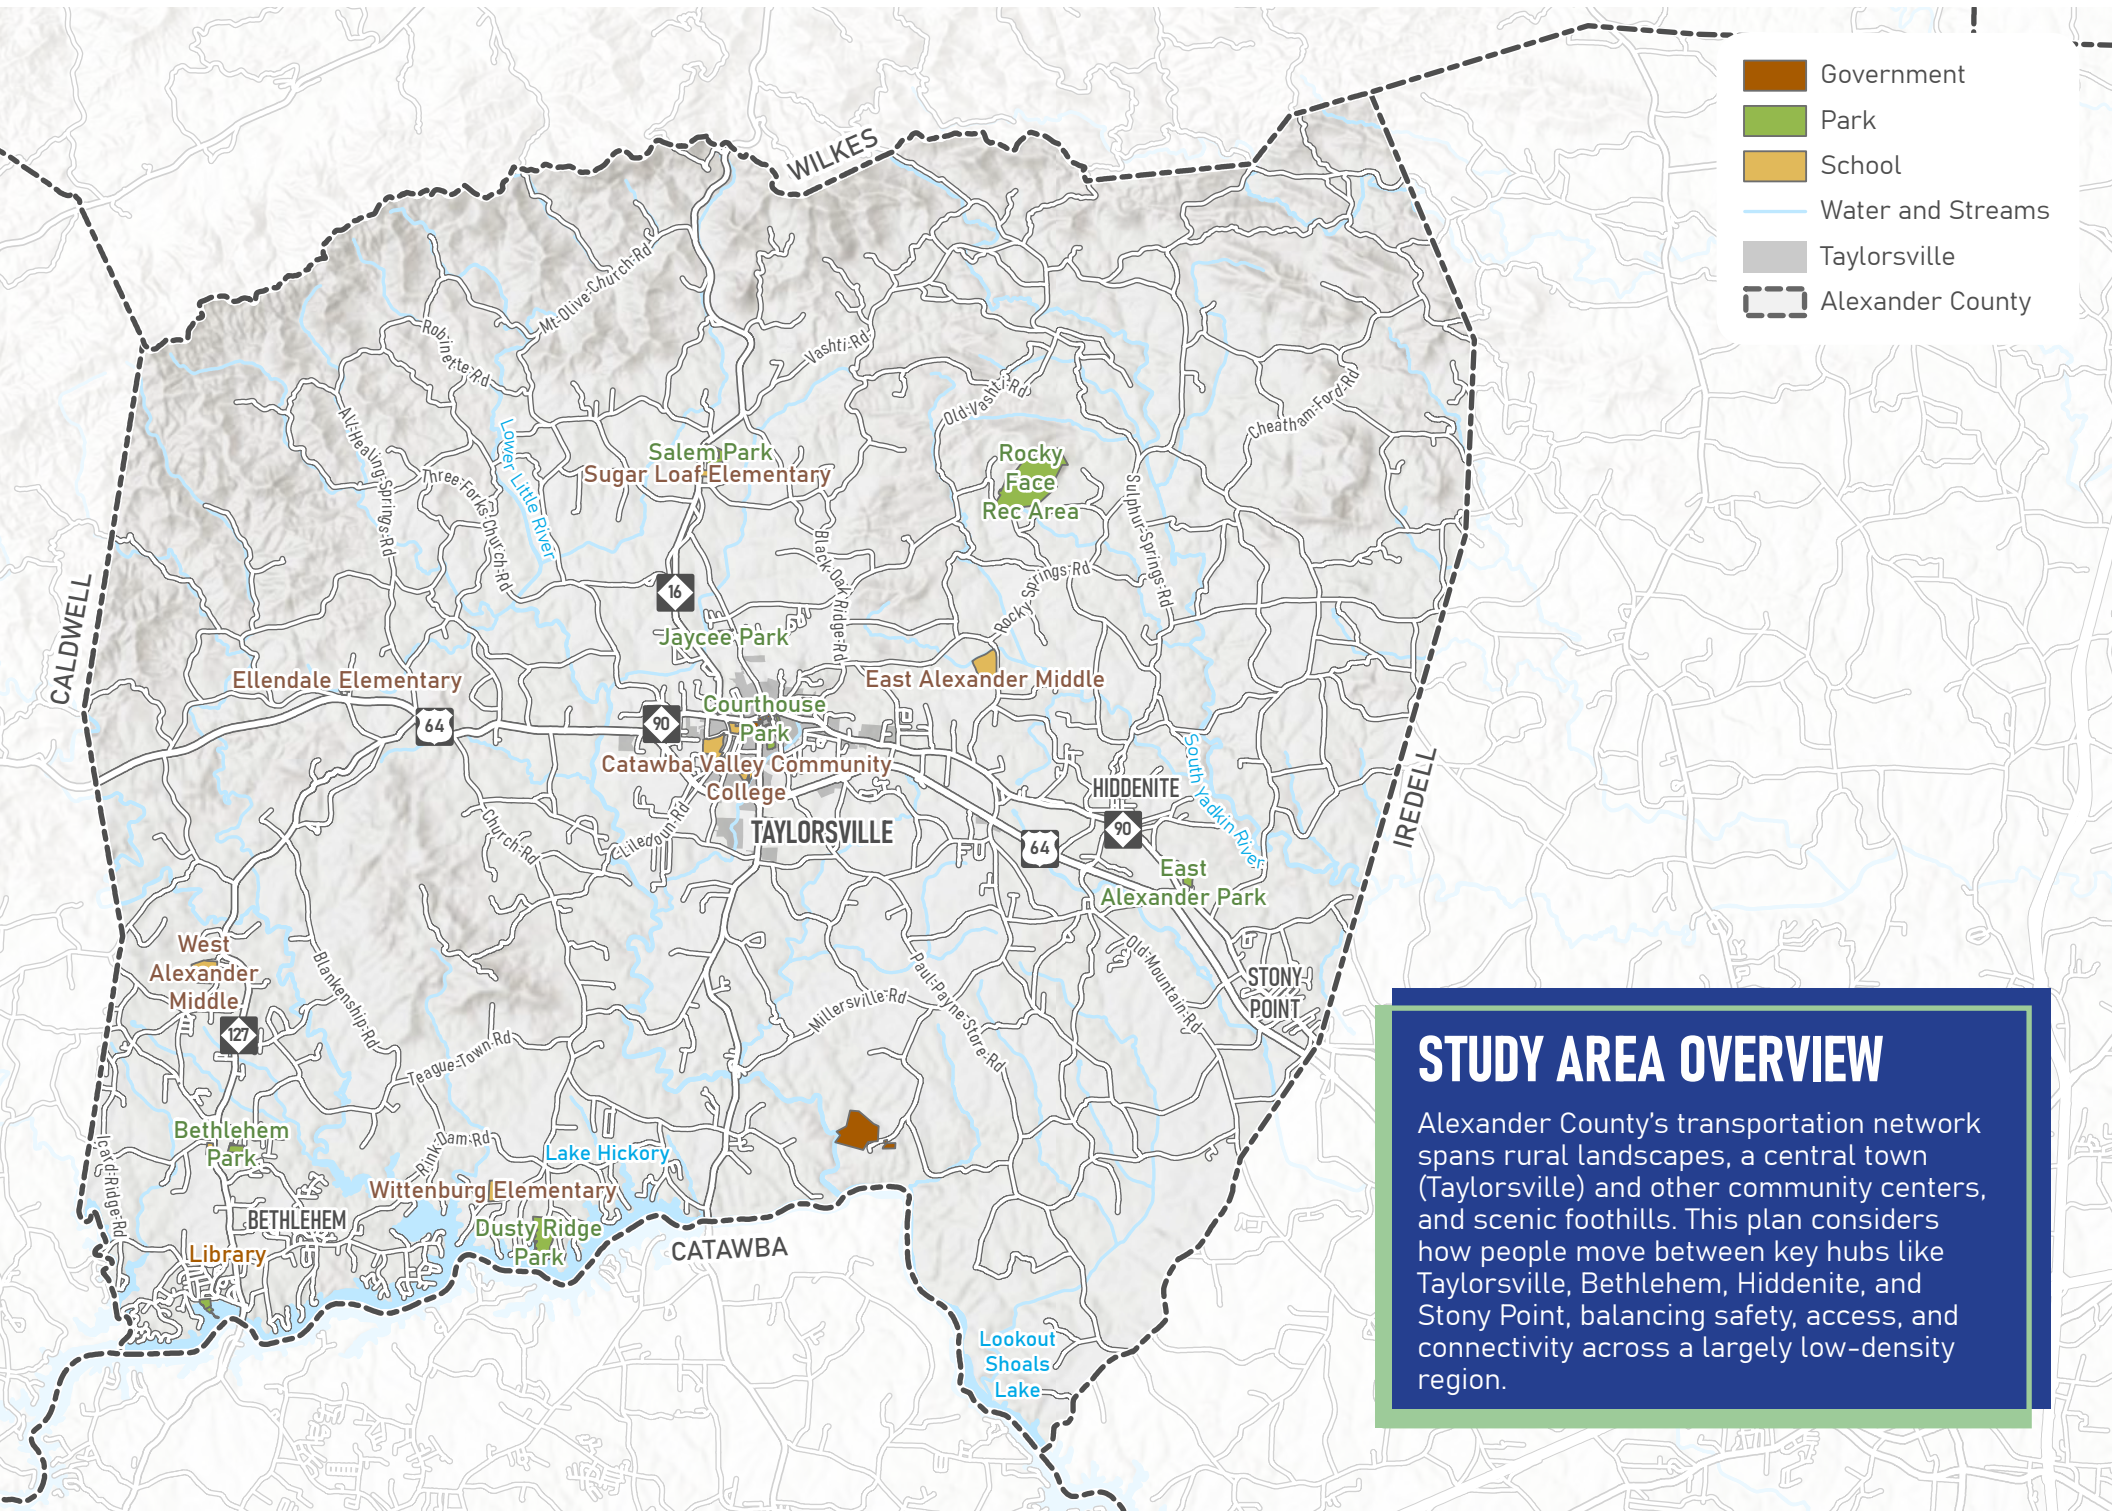 WILKES
Government
Park
School
Water and Streams
Taylorsville
Alexander County
Mt-Olive-Church-Rd
Robinette-Rd
Vashti-Rd
Old-Vashti-Rd
Cheatham-Ford-Rd
All-Healing-Springs-Rd
Three-Forks-Church-Rd
Lower Little River
Salem Park
Sugar Loaf Elementary
Rocky
Face
Rec Area
Sulphur-Springs-Rd
Black-Oak Ridge-Rd
Rocky Springs-Rd
16
CALDWELL
Jaycee Park
Ellendale Elementary
East Alexander Middle
64
90
Courthouse
Park
Catawba Valley Community
College
South Yadkin River
IREDELL
HIDDENITE
90
Church-Rd
Liledoun-Rd
TAYLORSVILLE
64
East
Alexander Park
West
Alexander
Middle
127
Blankenship-Rd
Teague-Town-Rd
Millersville-Rd
Paul-Payne-Store-Rd
Old-Mountain-Rd
STONY
POINT
Icard-Ridge-Rd
Bethlehem
Park
Rink-Dam-Rd
Lake Hickory
Wittenburg Elementary
BETHLEHEM
Dusty Ridge
Park
Library
CATAWBA
Lookout
Shoals
Lake
STUDY AREA OVERVIEW
Alexander County’s transportation network
spans rural landscapes, a central town
(Taylorsville) and other community centers,
and scenic foothills. This plan considers
how people move between key hubs like
Taylorsville, Bethlehem, Hiddenite, and
Stony Point, balancing safety, access, and
connectivity across a largely low-density
region.